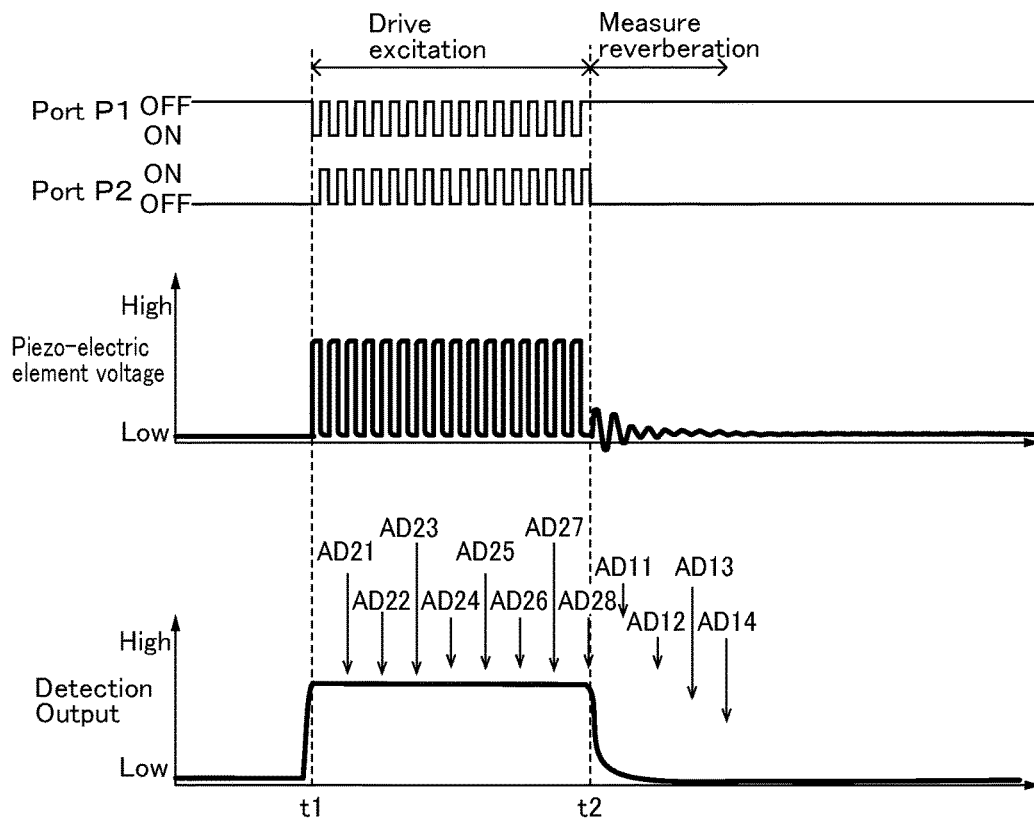 Drive
excitation
Measure
reverberation
Port P1
OFF
ON
Port P2
ON
OFF
High
Piezo-electric
element voltage
Low
AD21
AD22
AD23
AD24
AD25
AD26
AD27
AD28
AD11
AD12
AD13
AD14
High
Detection
Output
Low
t1
t2